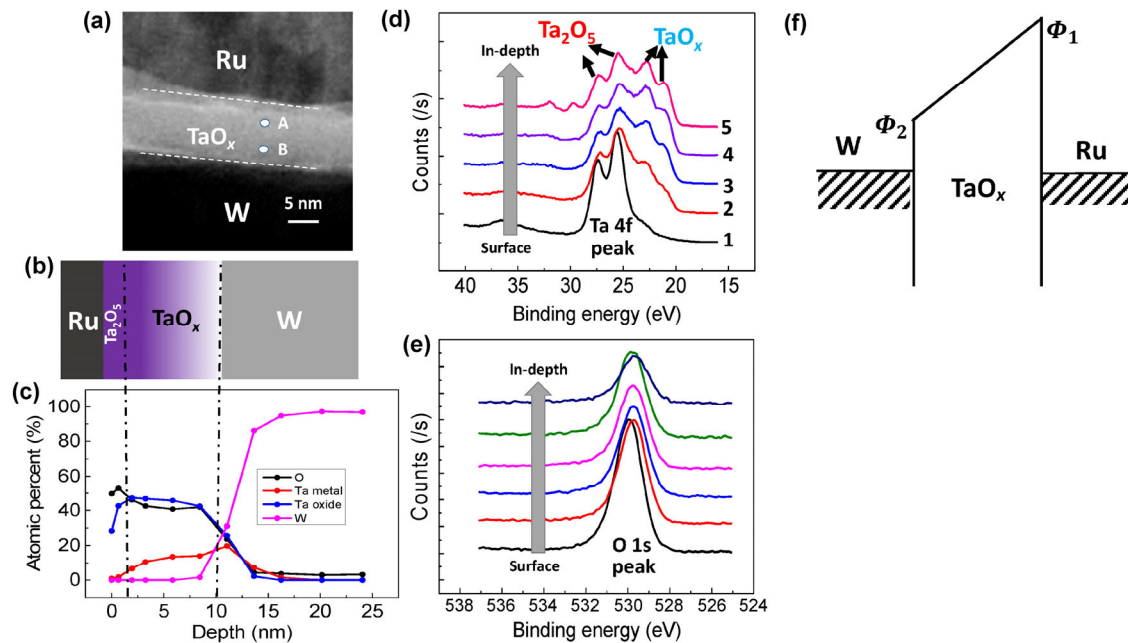 (a)
Ru
A
TaOx
B
W
5 nm
(b)
Ru
Ta2O5
TaOx
W
(c)
Atomic percent (%)
100
80
60
40
20
0
O
Ta metal
Ta oxide
W
0 5 10 15 20 25
Depth (nm)
(d)
Ta2O5
TaOx
In-depth
Surface
Counts (/s)
5
4
3
2
1
Ta 4f
peak
40 35 30 25 20 15
Binding energy (eV)
(e)
In-depth
Surface
Counts (/s)
O 1s
peak
538 536 534 532 530 528 526 524
Binding energy (eV)
(f)
Φ1
Φ2
W
Ru
TaOx